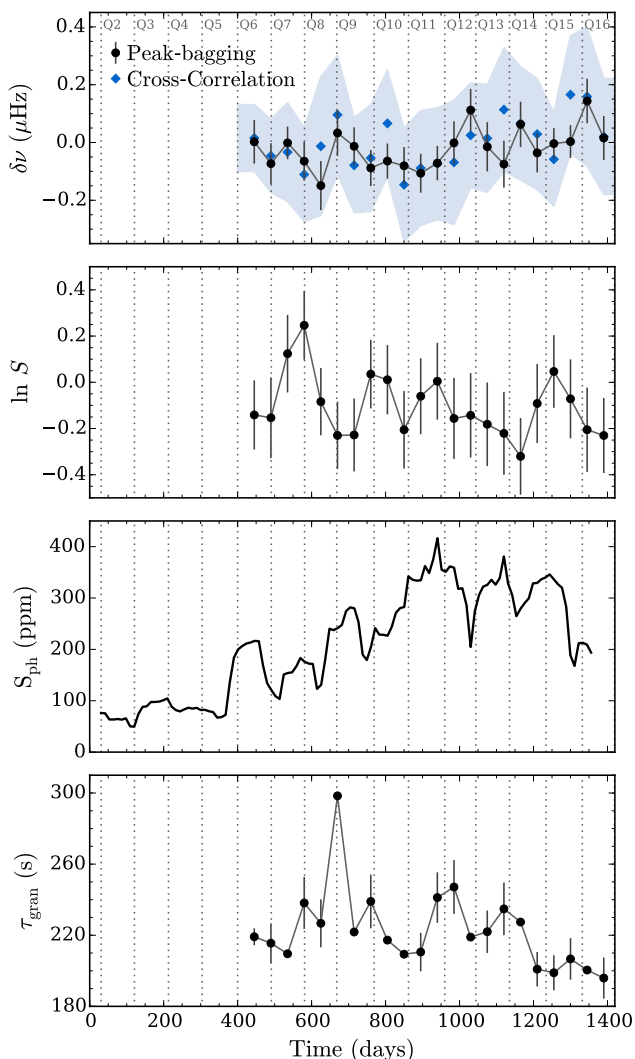 Q2 Q3 Q4 Q5 Q6 Q7 Q8 Q9 Q10 Q11 Q12 Q13 Q14 Q15 Q16
Peak-bagging
Cross-Correlation
0.4
0.2
0.0
−0.2
δν (μHz)
0.4
0.2
0.0
−0.2
−0.4
ln S
400
300
200
100
0
S_ph (ppm)
300
260
220
180
τ_gran (s)
0 200 400 600 800 1000 1200 1400
Time (days)